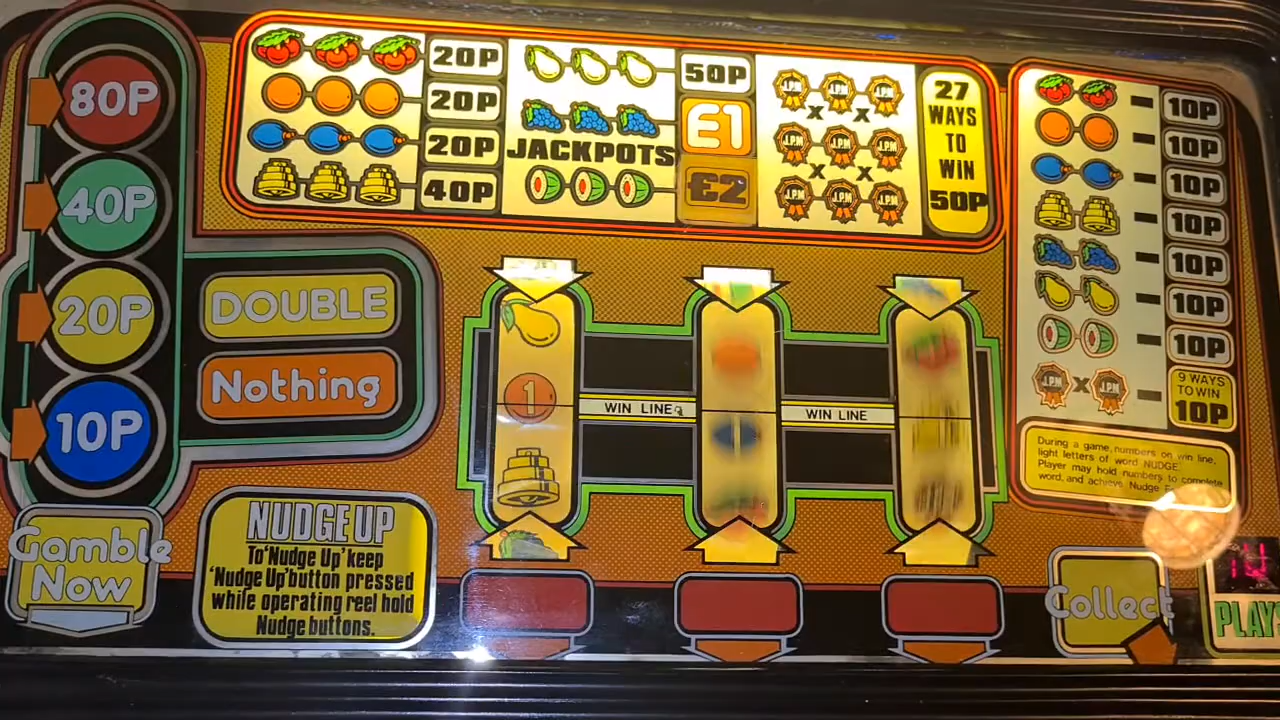 80P
40P
20P
10P
Gamble
Now
DOUBLE
Nothing
NUDGE UP
To 'Nudge Up' keep
'Nudge Up' button pressed
while operating reel hold
Nudge buttons.
20P
20P
20P
40P
50P
£1
JACKPOTS
£2
J.P.M J.P.M J.P.M
x x
J.P.M J.P.M J.P.M
x x
J.P.M J.P.M J.P.M
27
WAYS
TO
WIN
50P
1
WIN LINE
WIN LINE
10P
10P
10P
10P
10P
10P
10P
J.P.M x J.P.M
9 WAYS
TO WIN
10P
During a game, numbers on win line,
light letters of word NUDGE.
Player may hold numbers to complete
word, and achieve Nudge
Collect
PLAYS